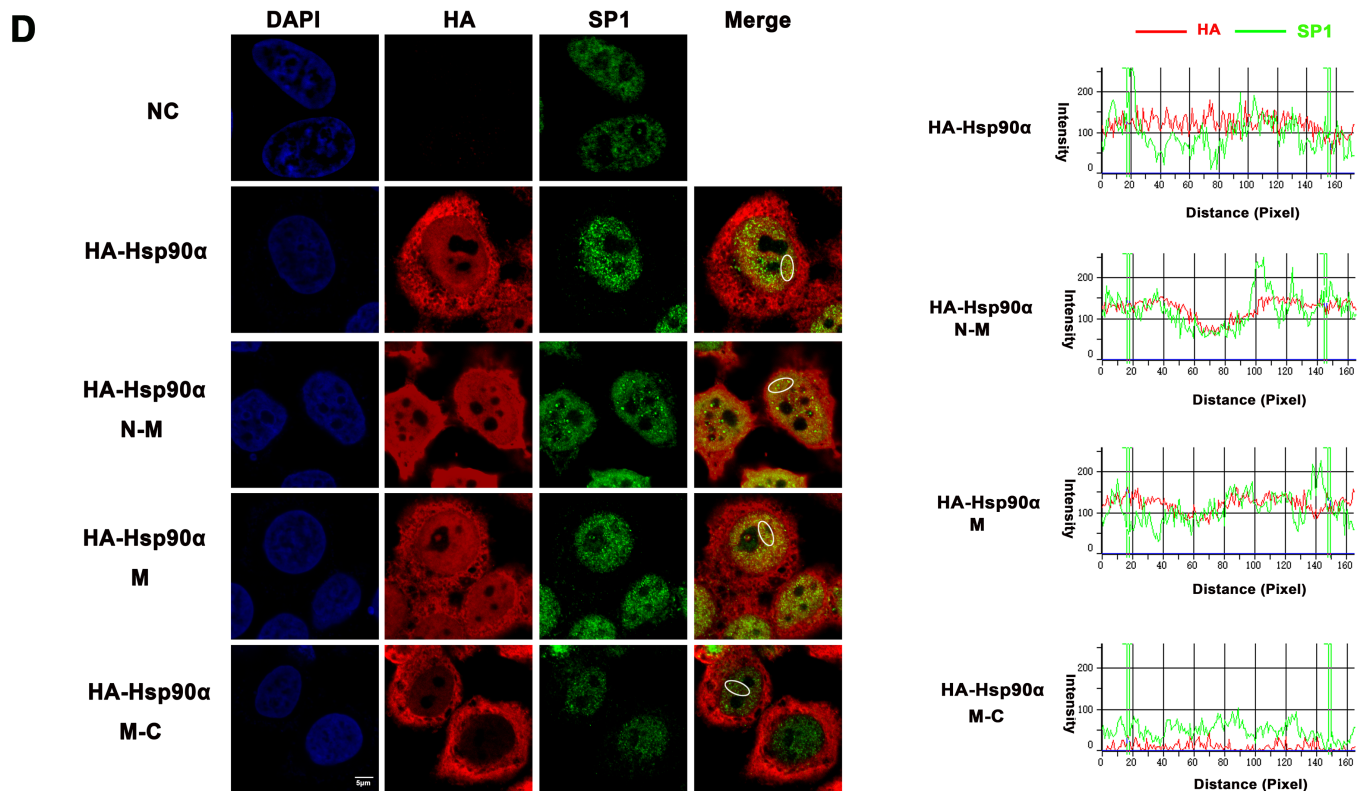 D
DAPI HA SP1 Merge
NC
HA-Hsp90α
HA-Hsp90α
N-M
HA-Hsp90α
M
HA-Hsp90α
M-C
5μm
HA SP1
HA-Hsp90α
Intensity
200
100
0
0 20 40 60 80 100 120 140 160
Distance (Pixel)
HA-Hsp90α
N-M
Intensity
200
100
0
0 20 40 60 80 100 120 140 160
Distance (Pixel)
HA-Hsp90α
M
Intensity
200
100
0
0 20 40 60 80 100 120 140 160
Distance (Pixel)
HA-Hsp90α
M-C
Intensity
200
100
0
0 20 40 60 80 100 120 140 160
Distance (Pixel)